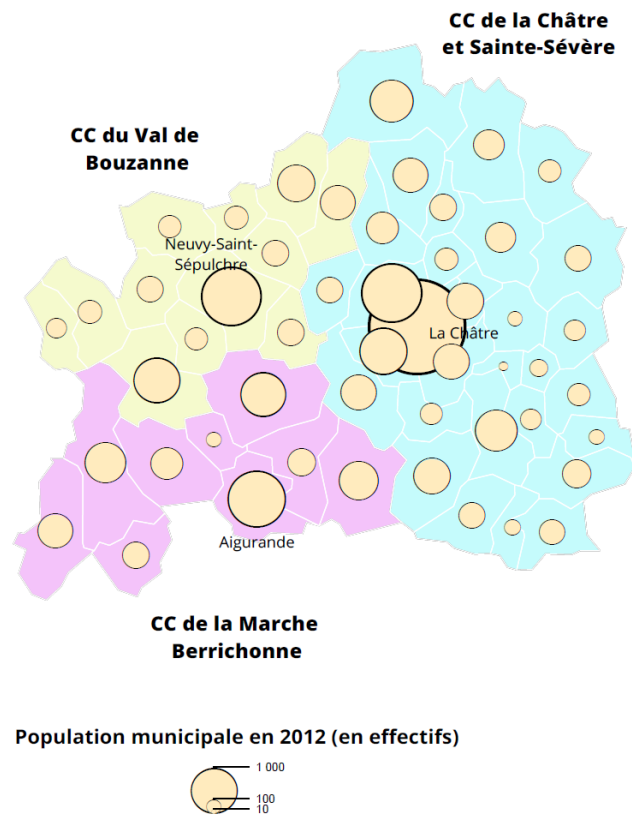 CC de la Châtre
et Sainte-Sévère
CC du Val de
Bouzanne
Neuvy-Saint-
Sépulchre
La Châtre
Aigurande
CC de la Marche
Berrichonne
Population municipale en 2012 (en effectifs)
1 000
100
10